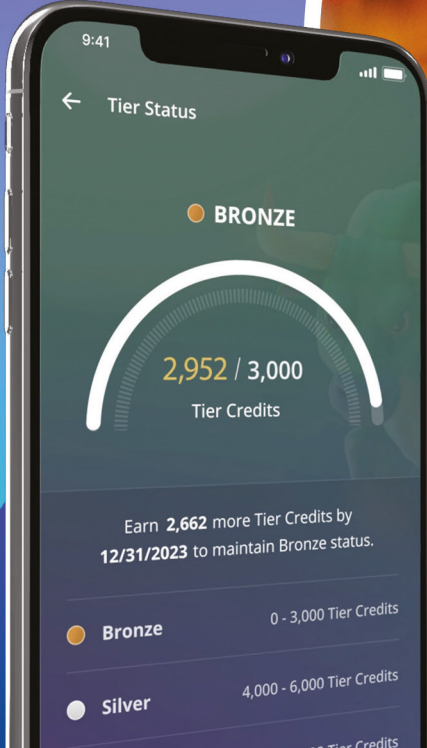 9:41
Tier Status
BRONZE
2,952 / 3,000
Tier Credits
Earn 2,662 more Tier Credits by
12/31/2023 to maintain Bronze status.
Bronze 0 - 3,000 Tier Credits
Silver 4,000 - 6,000 Tier Credits
Tier Credits